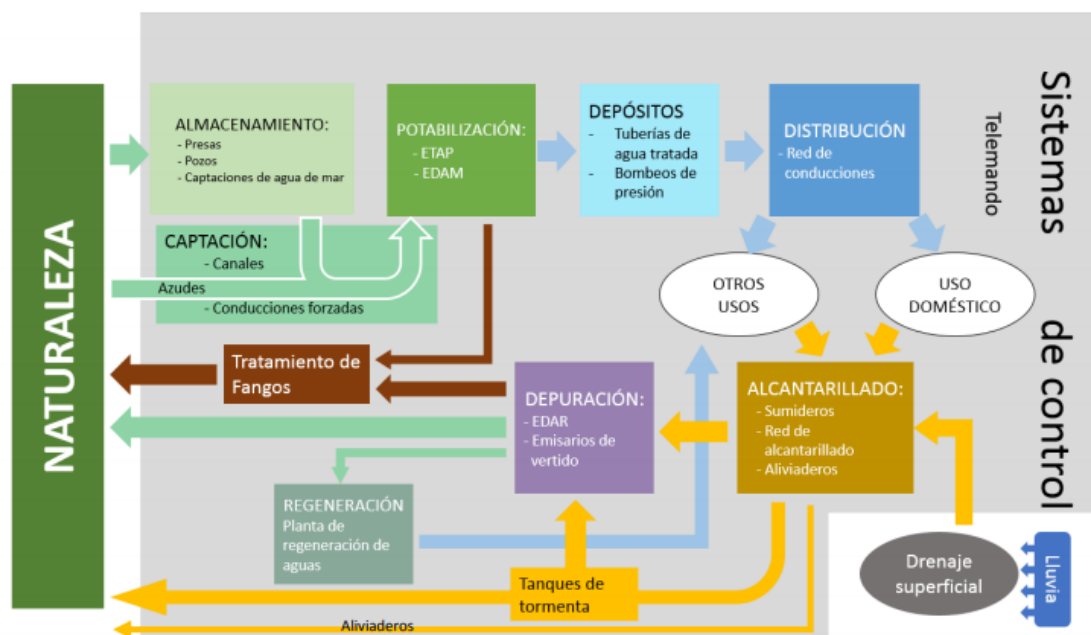 NATURALEZA
ALMACENAMIENTO:
- Presas
- Pozos
- Captaciones de agua de mar
POTABILIZACIÓN:
- ETAP
- EDAM
DEPÓSITOS
- Tuberías de
agua tratada
- Bombeos de
presión
DISTRIBUCIÓN
- Red de
conducciones
Sistemas de control
Telemando
CAPTACIÓN:
- Canales
Azudes
- Conducciones forzadas
OTROS
USOS
USO
DOMÉSTICO
Tratamiento de
Fangos
DEPURACIÓN:
- EDAR
- Emisarios de
vertido
ALCANTARILLADO:
- Sumideros
- Red de
alcantarillado
- Aliviaderos
REGENERACIÓN
Planta de
regeneración de
aguas
Tanques de
tormenta
Drenaje
superficial
Lluvia
Aliviaderos